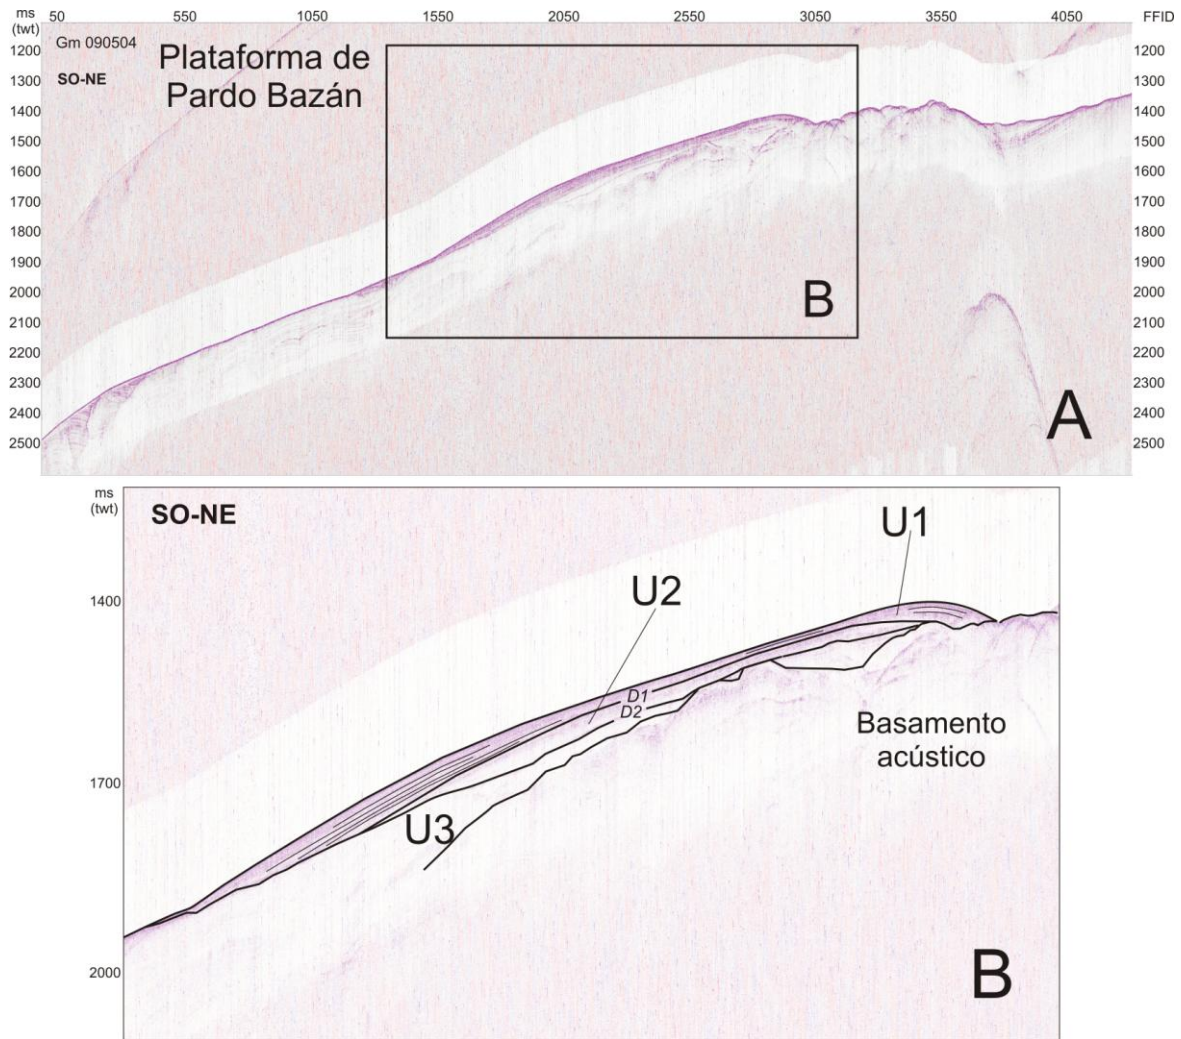 ms 50 550 1050 1550 2050 2550 3050 3550 4050 FFID
(twt)
Gm 090504
Plataforma de
Pardo Bazán
SO-NE
1200 1200
1300 1300
1400 1400
1500 1500
1600 1600
1700 1700
1800 1800
1900 1900
2000 2000
2100 2100
2200 2200
2300 2300
2400 2400
2500 2500
B
A
ms
(twt)
SO-NE
U1
U2
1400
D1
D2
Basamento
acústico
1700
U3
2000
B